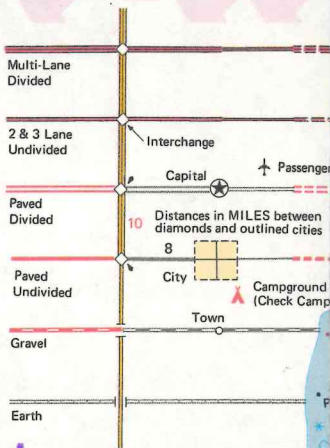 Multi-Lane
Divided
2 & 3 Lane
Undivided
Interchange
Capital
Passenger
Paved
Divided
10
Distances in MILES between
diamonds and outlined cities
8
City
Paved
Undivided
Campground
(Check Camp
Town
Gravel
Earth